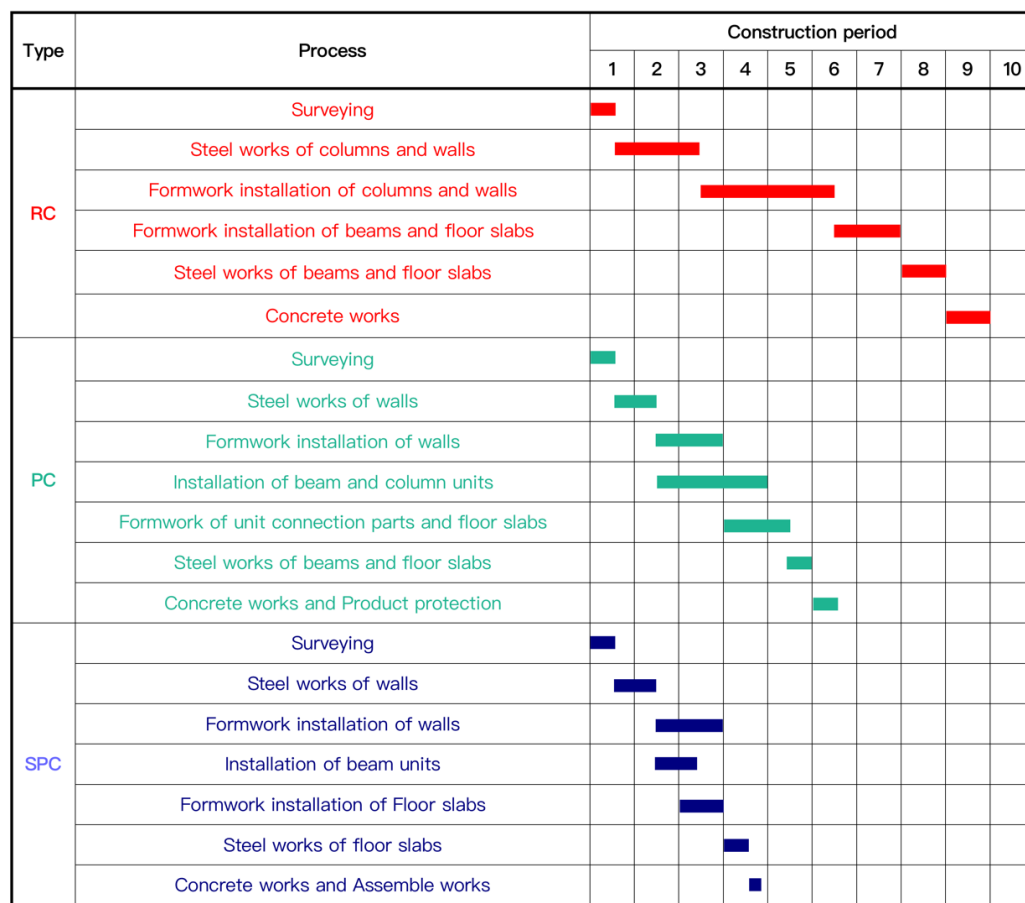 Type Process Construction period
1 2 3 4 5 6 7 8 9 10
RC
Surveying
Steel works of columns and walls
Formwork installation of columns and walls
Formwork installation of beams and floor slabs
Steel works of beams and floor slabs
Concrete works
PC
Surveying
Steel works of walls
Formwork installation of walls
Installation of beam and column units
Formwork of unit connection parts and floor slabs
Steel works of beams and floor slabs
Concrete works and Product protection
SPC
Surveying
Steel works of walls
Formwork installation of walls
Installation of beam units
Formwork installation of Floor slabs
Steel works of floor slabs
Concrete works and Assemble works